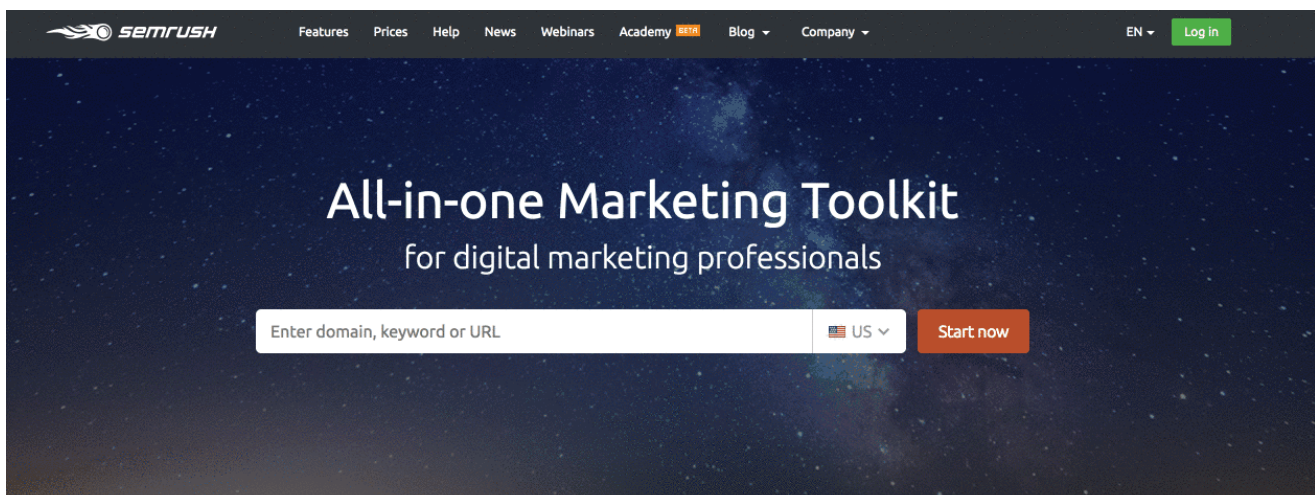 semrush Features Prices Help News Webinars Academy BETA Blog Company EN Log in
All-in-one Marketing Toolkit
for digital marketing professionals
Enter domain, keyword or URL US Start now